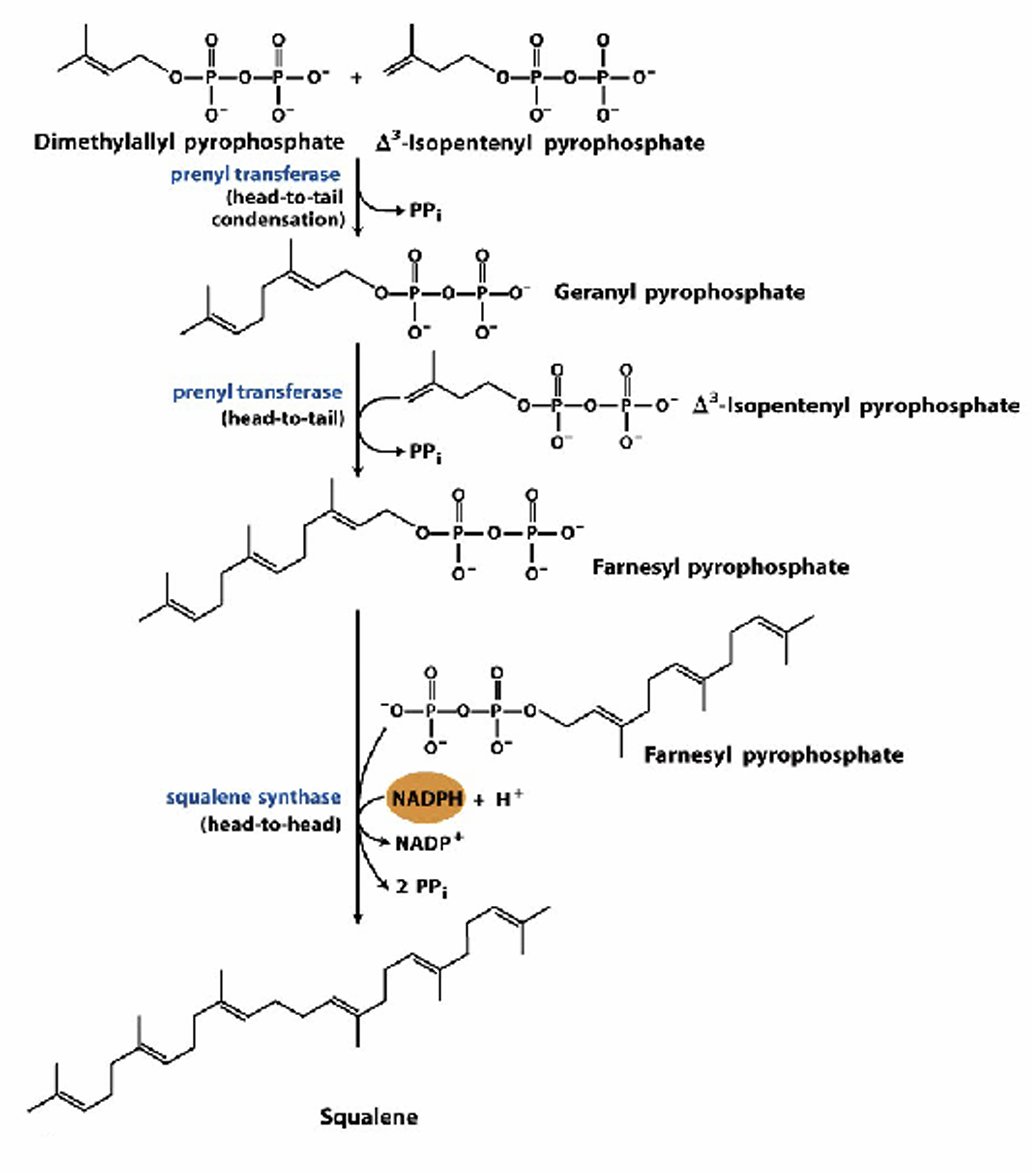 O O O O
O–P–O–P–O⁻ + O–P–O–P–O⁻
O⁻ O⁻ O⁻ O⁻
Dimethylallyl pyrophosphate Δ³-Isopentenyl pyrophosphate
prenyl transferase
(head-to-tail
condensation)
PPᵢ
O O
O–P–O–P–O⁻ Geranyl pyrophosphate
O⁻ O⁻
prenyl transferase
(head-to-tail)
O O
O–P–O–P–O⁻ Δ³-Isopentenyl pyrophosphate
O⁻ O⁻
PPᵢ
O O
O–P–O–P–O⁻
O⁻ O⁻
Farnesyl pyrophosphate
O O
⁻O–P–O–P–O
O⁻ O⁻
Farnesyl pyrophosphate
squalene synthase
(head-to-head)
NADPH + H⁺
NADP⁺
2 PPᵢ
Squalene